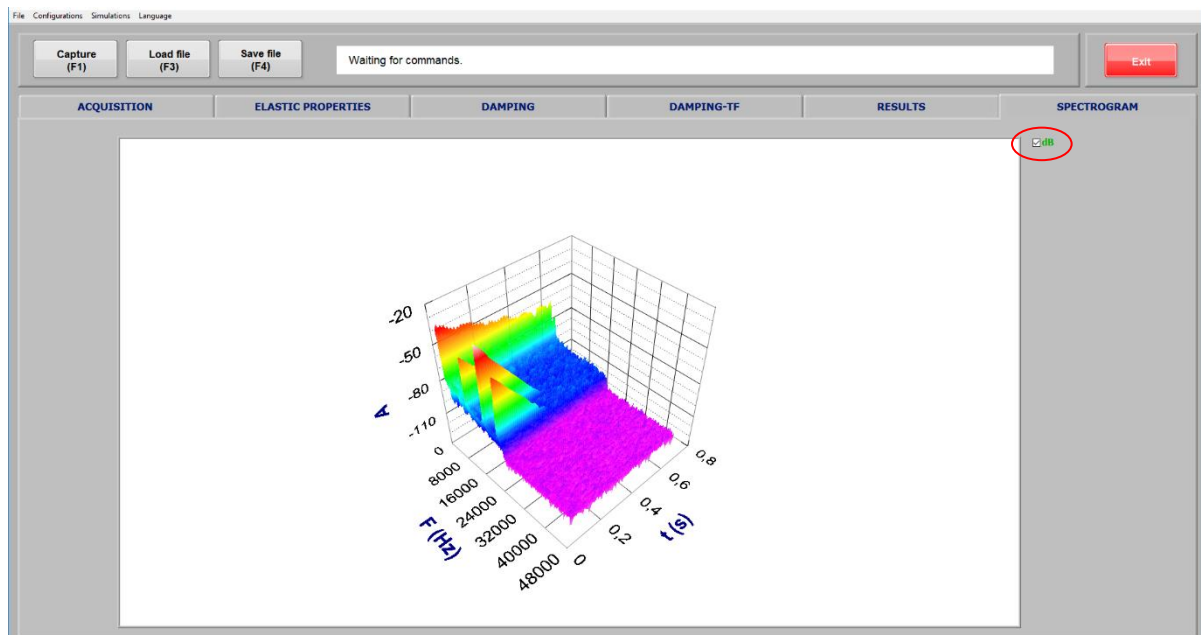 File Configurations Simulations Language
Capture
(F1)
Load file
(F3)
Save file
(F4)
Waiting for commands.
Exit
ACQUISITION ELASTIC PROPERTIES DAMPING DAMPING-TF RESULTS SPECTROGRAM
dB
-20
-50
-80
-110
A
0
8000
16000
24000
32000
40000
48000
F (Hz)
0
0,2
0,4
0,6
0,8
t (s)